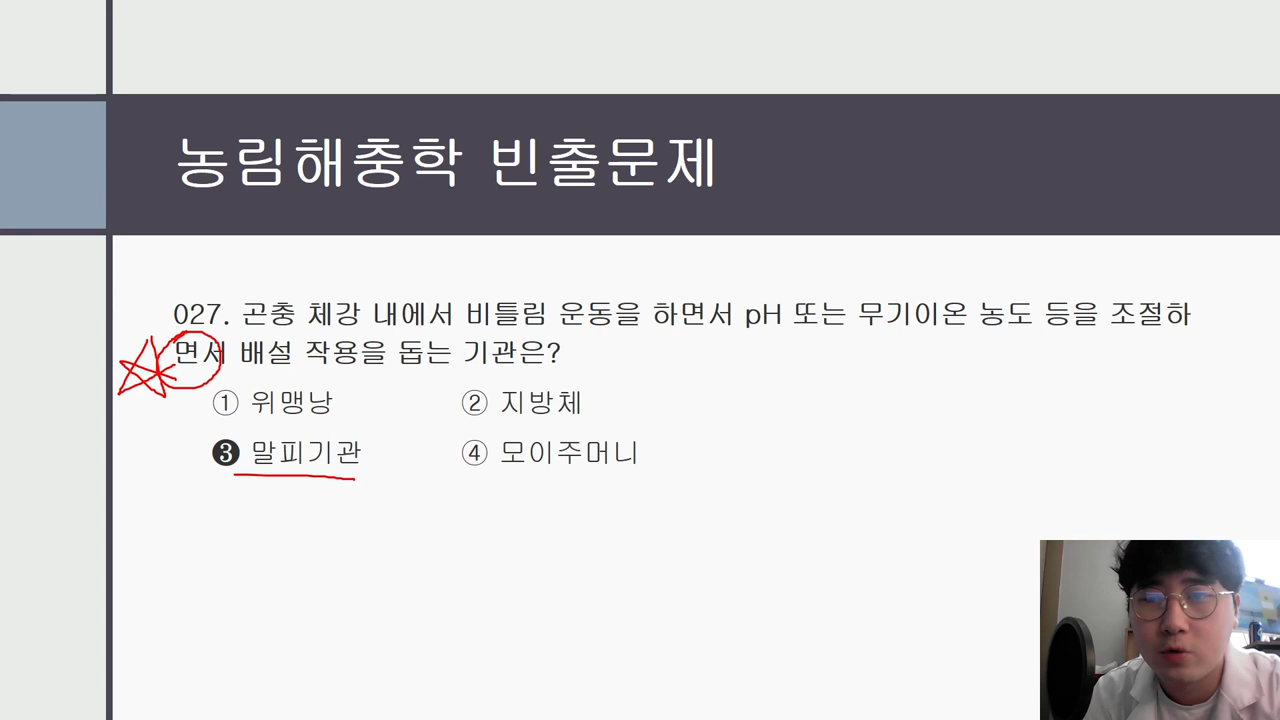 농림해충학 빈출문제
027. 곤충 체강 내에서 비틀림 운동을 하면서 pH 또는 무기이온 농도 등을 조절하
면서 배설 작용을 돕는 기관은?
① 위맹낭 ② 지방체
❸ 말피기관 ④ 모이주머니